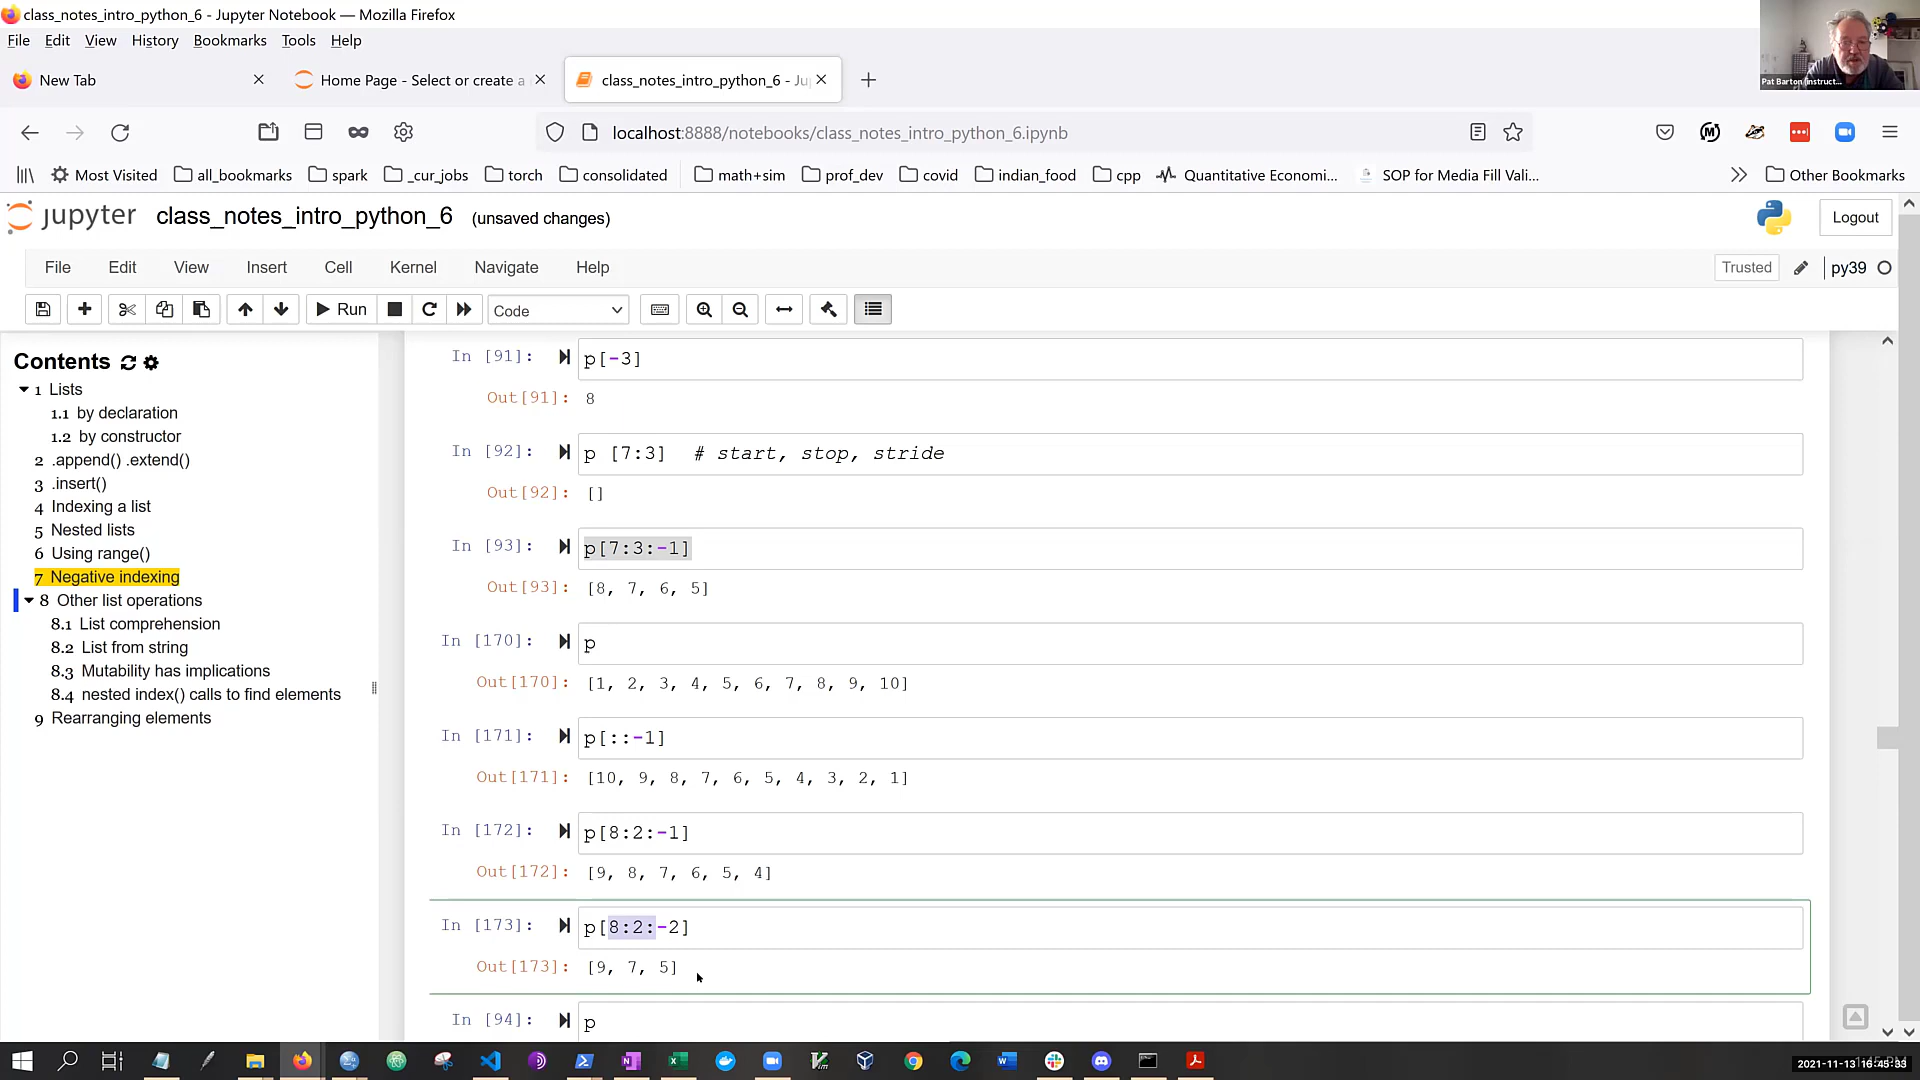 class_notes_intro_python_6 - Jupyter Notebook — Mozilla Firefox
File Edit View History Bookmarks Tools Help
New Tab
Home Page - Select or create a
class_notes_intro_python_6 - Ju
localhost:8888/notebooks/class_notes_intro_python_6.ipynb
Most Visited all_bookmarks spark _cur_jobs torch consolidated math+sim prof_dev covid indian_food cpp Quantitative Economi... SOP for Media Fill Vali... Other Bookmarks
jupyter class_notes_intro_python_6 (unsaved changes) Logout
File Edit View Insert Cell Kernel Navigate Help Trusted py39
Run Code
Contents
1 Lists
1.1 by declaration
1.2 by constructor
2 .append() .extend()
3 .insert()
4 Indexing a list
5 Nested lists
6 Using range()
7 Negative indexing
8 Other list operations
8.1 List comprehension
8.2 List from string
8.3 Mutability has implications
8.4 nested index() calls to find elements
9 Rearranging elements
In [91]: p[-3]
Out[91]: 8
In [92]: p [7:3] # start, stop, stride
Out[92]: []
In [93]: p[7:3:-1]
Out[93]: [8, 7, 6, 5]
In [170]: p
Out[170]: [1, 2, 3, 4, 5, 6, 7, 8, 9, 10]
In [171]: p[::-1]
Out[171]: [10, 9, 8, 7, 6, 5, 4, 3, 2, 1]
In [172]: p[8:2:-1]
Out[172]: [9, 8, 7, 6, 5, 4]
In [173]: p[8:2:-2]
Out[173]: [9, 7, 5]
In [94]: p
Pat Barton (instruct...
2021-11-13 16:45:33